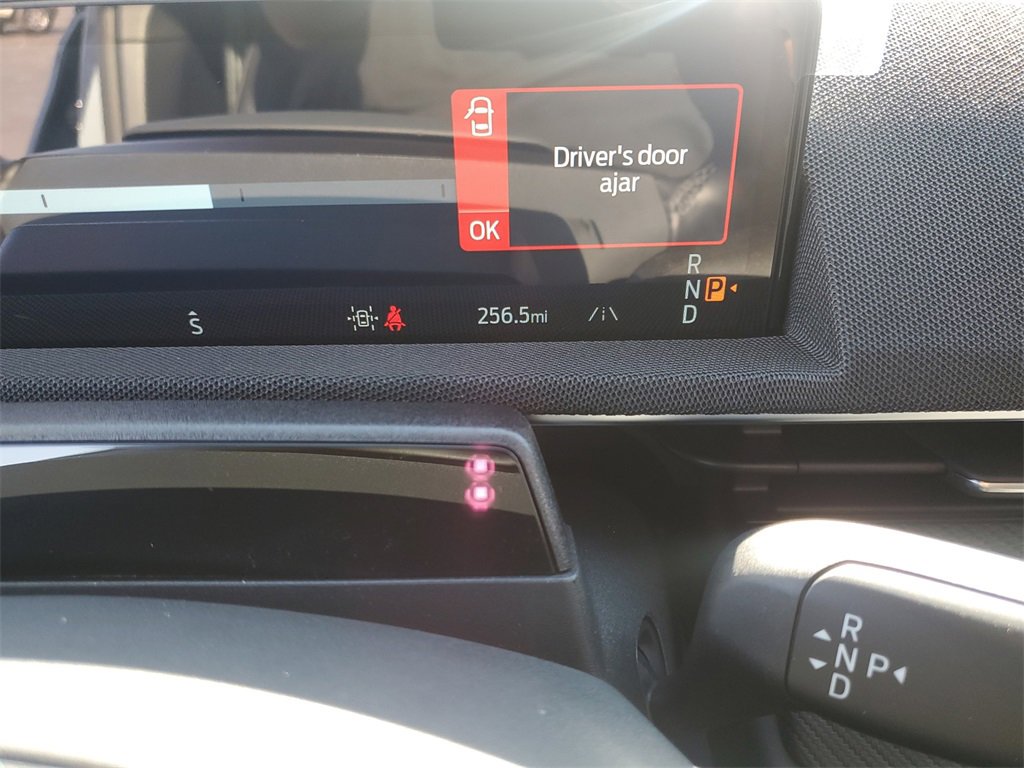 Driver's door
ajar
OK
R
N P
D
S
256.5mi
R
N P
D